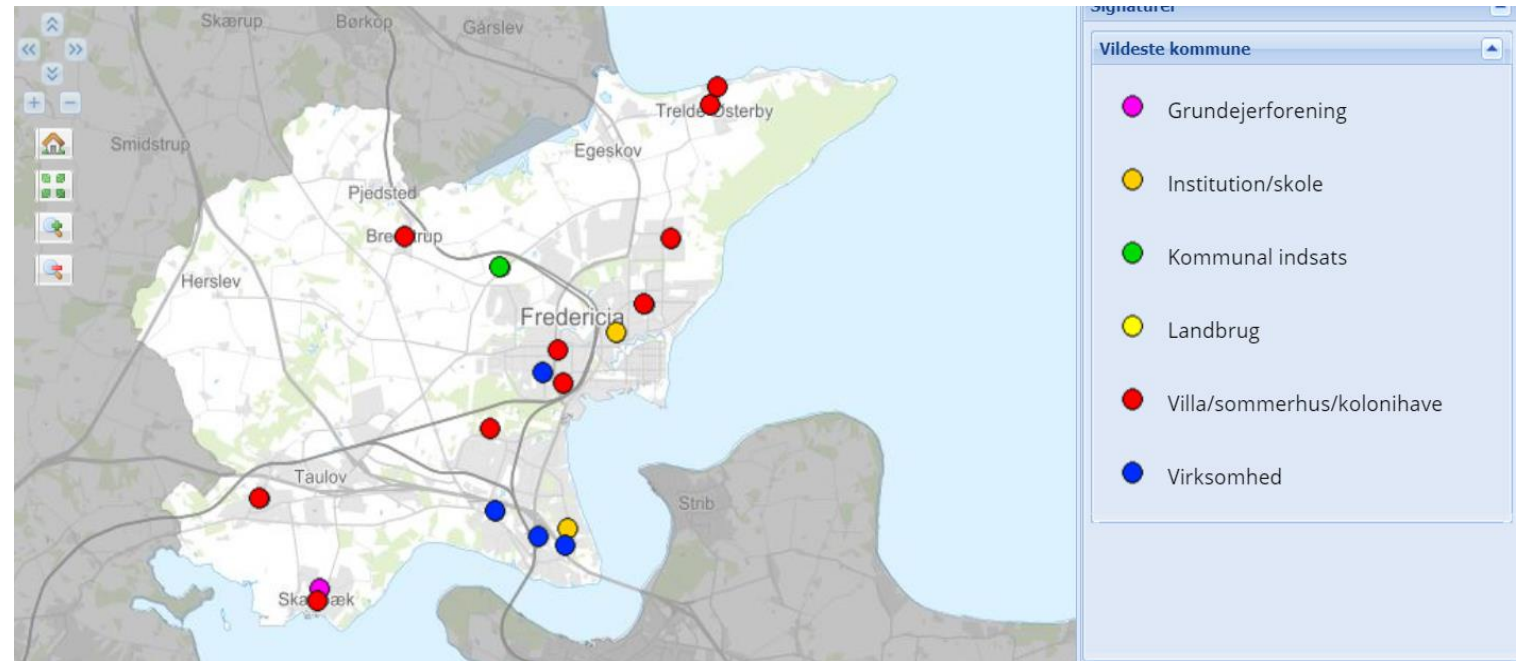 Signaturer
Vildeste kommune
Grundejerforening
Institution/skole
Kommunal indsats
Landbrug
Villa/sommerhus/kolonihave
Virksomhed
Skærup
Børkop
Gårslev
Smidstrup
Trelde-Østerby
Egeskov
Pjedsted
Herslev
Fredericia
Taulov
Strib